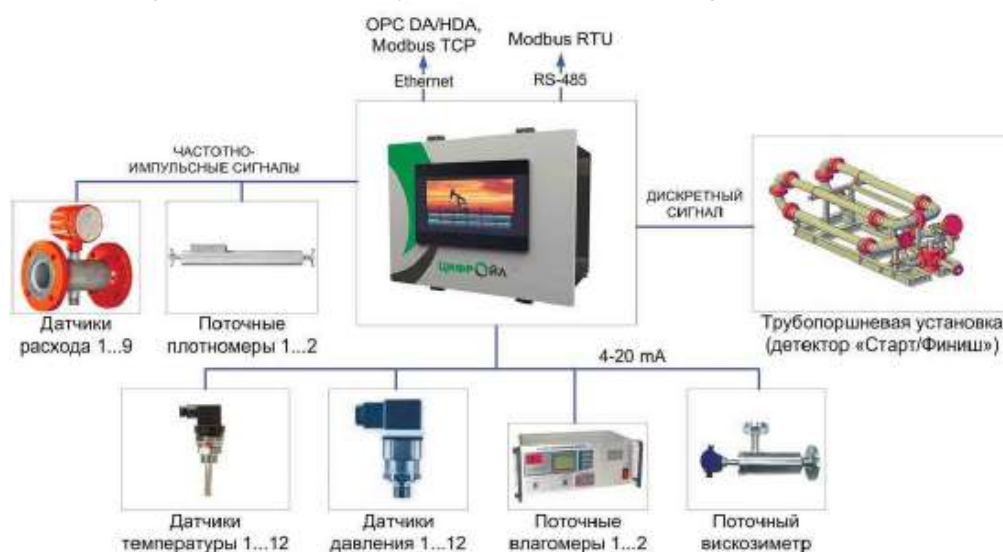 OPC DA/HDA,
Modbus TCP
Modbus RTU
Ethernet
RS-485
ЧАСТОТНО-
ИМПУЛЬСНЫЕ СИГНАЛЫ
ДИСКРЕТНЫЙ
СИГНАЛ
ЦИФРОЙЛ
Датчики
расхода 1...9
Поточные
плотномеры 1...2
Трубопоршневая установка
(детектор «Старт/Финиш»)
4-20 mA
Датчики
температуры 1...12
Датчики
давления 1...12
Поточные
влагомеры 1...2
Поточный
вискозиметр